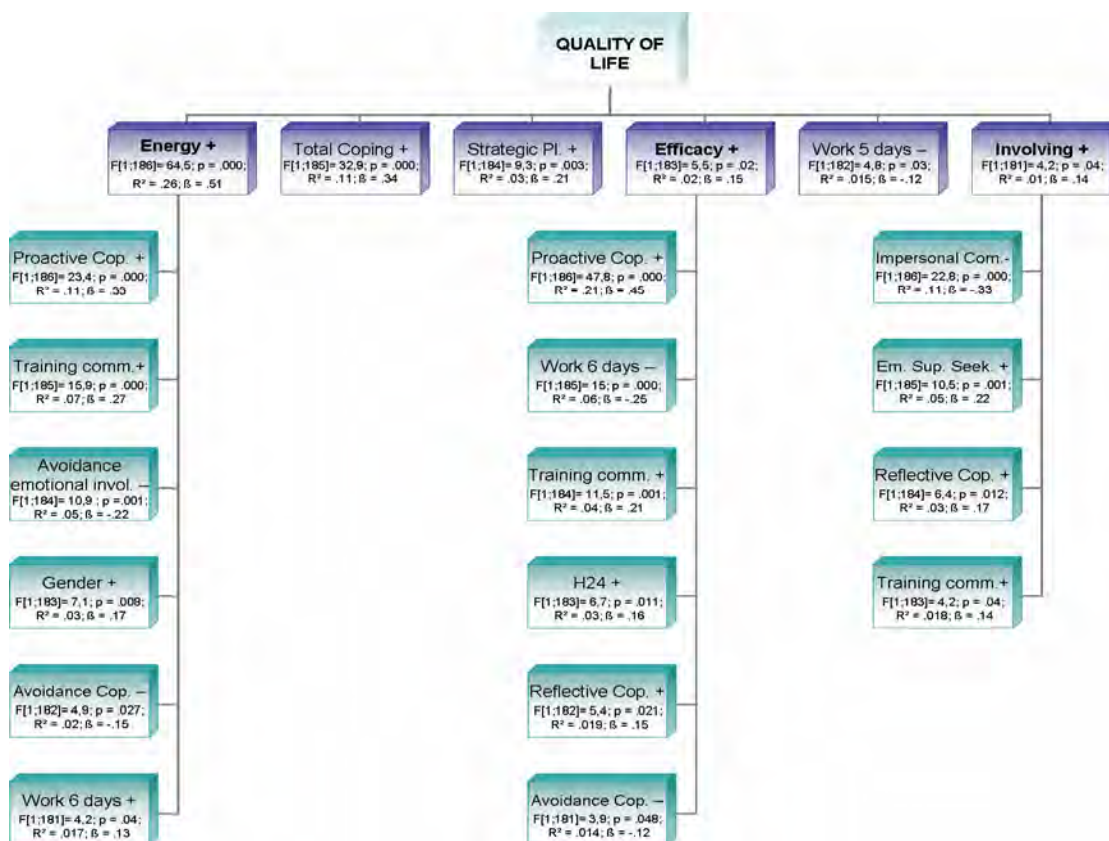 QUALITY OF
LIFE
Energy +
F[1;186]= 64,5; p = .000;
R² = .26; ß = .51
Total Coping +
F[1;185]= 32,9; p = .000;
R² = .11; ß = .34
Strategic Pl. +
F[1;184]= 9,3; p = .003;
R² = .03; ß = .21
Efficacy +
F[1;183]= 5,5; p = .02;
R² = .02; ß = .15
Work 5 days –
F[1;182]= 4,8; p = .03;
R² = .015; ß = -.12
Involving +
F[1;181]= 4,2; p = .04;
R² = .01; ß = .14
Proactive Cop. +
F[1;186]= 23,4; p = .000;
R² = .11; ß = .33
Training comm.+
F[1;185]= 15,9; p = .000;
R² = .07; ß = .27
Avoidance
emotional invol. –
F[1;184]= 10,9 ; p =.001;
R² = .05; ß = -.22
Gender +
F[1;183]= 7,1; p = .008;
R² = .03; ß = .17
Avoidance Cop. –
F[1;182]= 4,9; p = .027;
R² = .02; ß = -.15
Work 6 days +
F[1;181]= 4,2; p = .04;
R² = .017; ß = .13
Proactive Cop. +
F[1;186]= 47,8; p = .000;
R² = .21; ß = .45
Work 6 days –
F[1;185]= 15; p = .000;
R² = .06; ß = -.25
Training comm. +
F[1;184]= 11,5; p = .001;
R² = .04; ß = .21
H24 +
F[1;183]= 6,7; p = .011;
R² = .03; ß = .16
Reflective Cop. +
F[1;182]= 5,4; p = .021;
R² = .019; ß = .15
Avoidance Cop. –
F[1;181]= 3,9; p = .048;
R² = .014; ß = -.12
Impersonal Com.-
F[1;186]= 22,8; p = .000;
R² = .11; ß = -.33
Em. Sup. Seek. +
F[1;185]= 10,5; p = .001;
R² = .05; ß = .22
Reflective Cop. +
F[1;184]= 6,4; p = .012;
R² = .03; ß = .17
Training comm.+
F[1;183]= 4,2; p = .04;
R² = .018; ß = .14